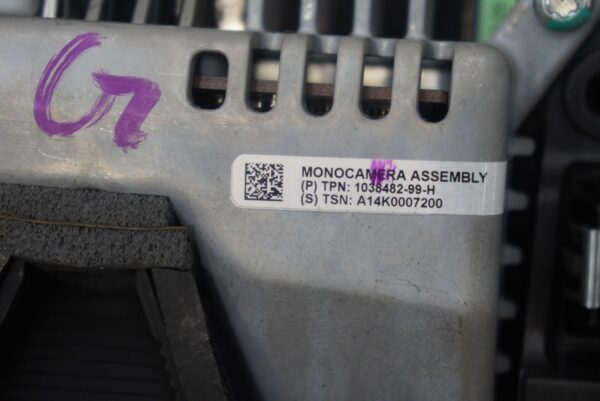 MONOCAMERA ASSEMBLY
(P) TPN: 1038482-99-H
(S) TSN: A14K0007200